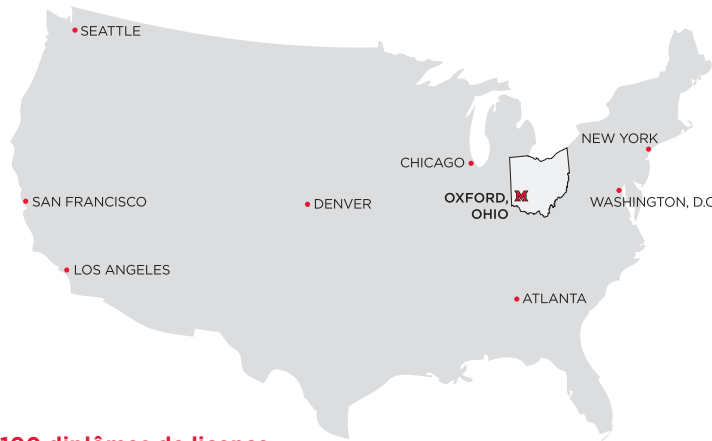 SEATTLE
NEW YORK
CHICAGO
OXFORD,
OHIO
M
SAN FRANCISCO
DENVER
WASHINGTON, D.C
LOS ANGELES
ATLANTA